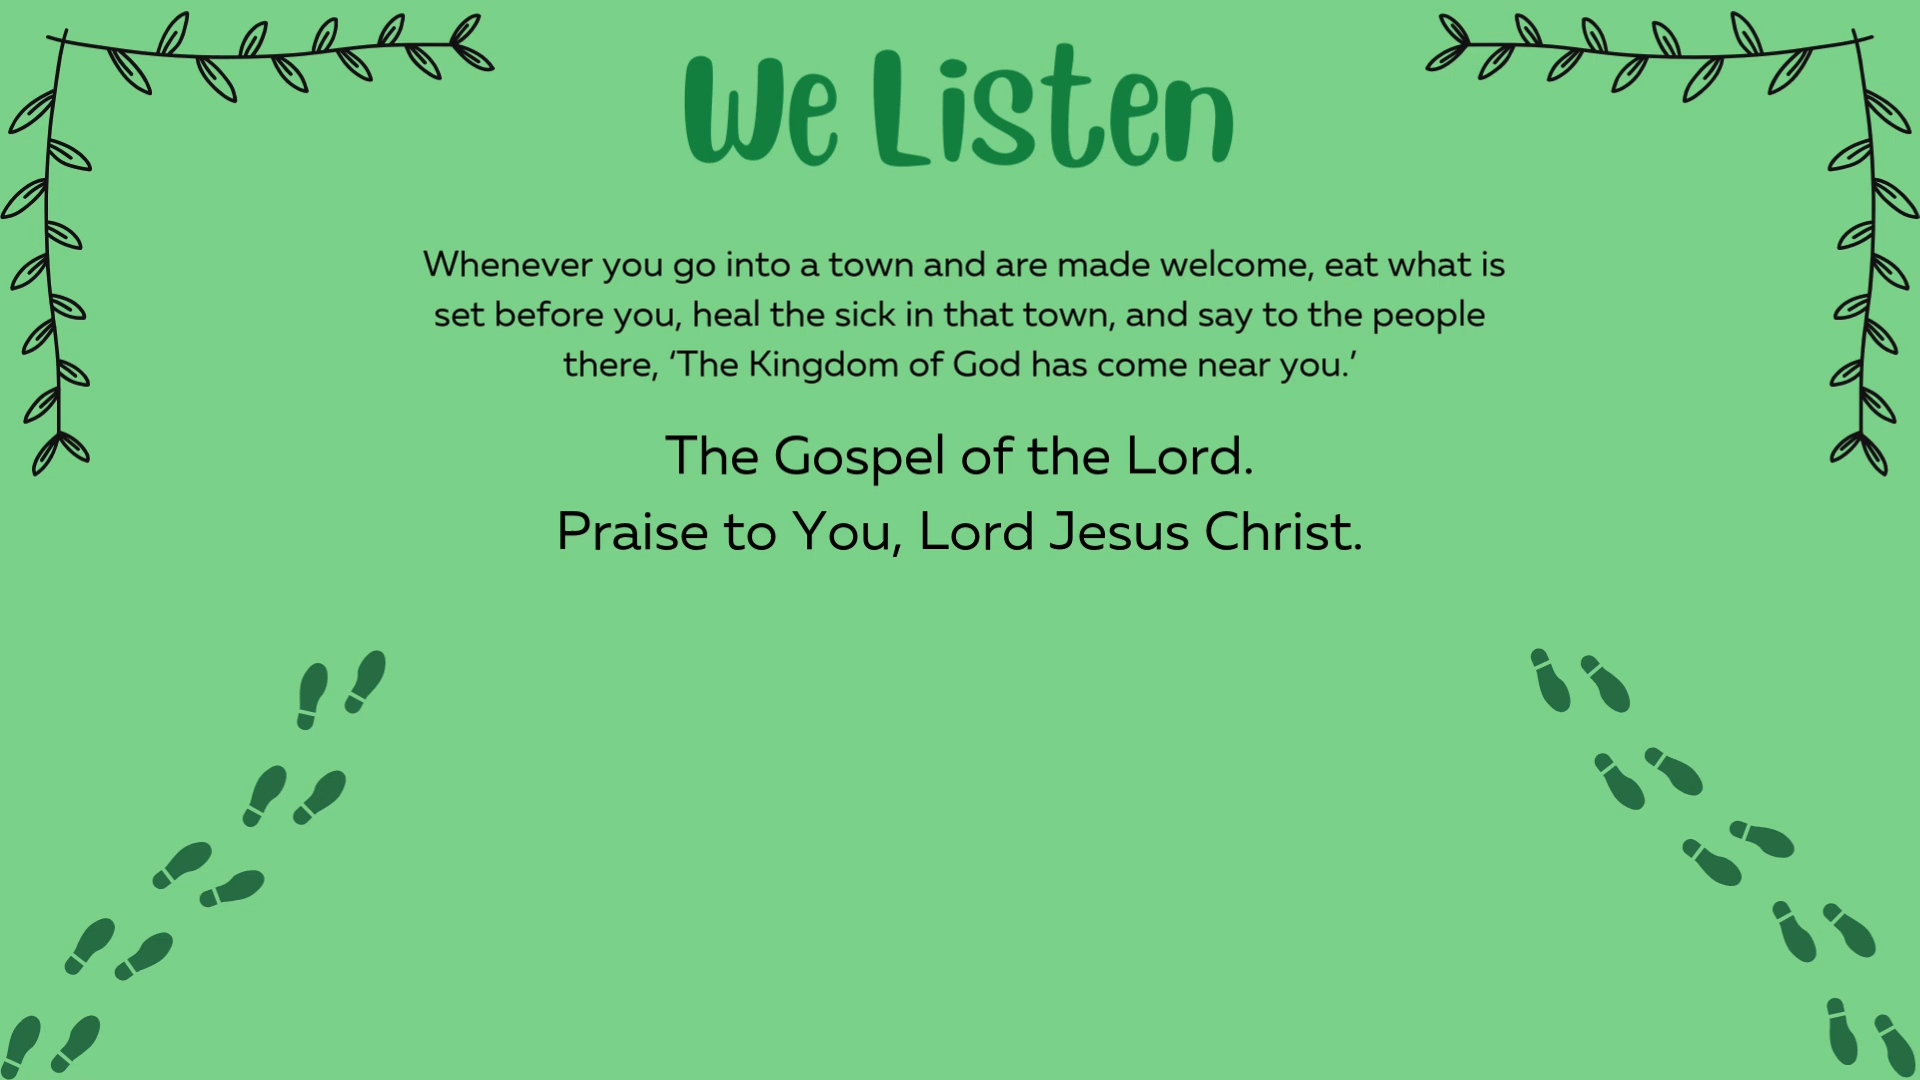 We Listen
Whenever you go into a town and are made welcome, eat what is
set before you, heal the sick in that town, and say to the people
there, ‘The Kingdom of God has come near you.’
The Gospel of the Lord.
Praise to You, Lord Jesus Christ.